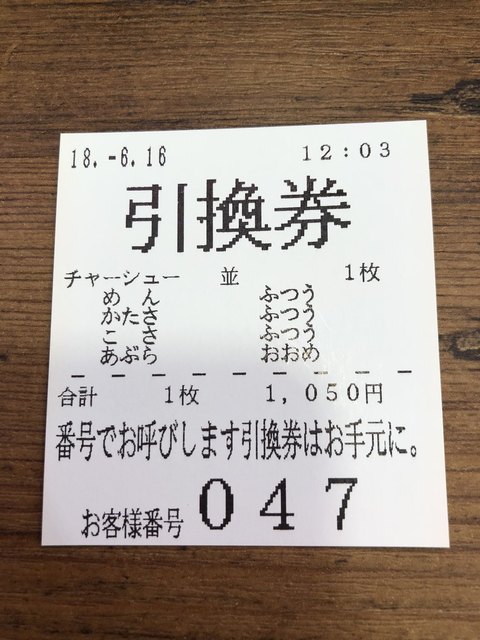 18.-6.16 12:03
引換券
チャーシュー 並 1枚
めん ふつう
かたさ ふつう
こさ ふつう
あぶら おおめ
合計 1枚 1,050円
番号でお呼びします引換券はお手元に。
お客様番号 047